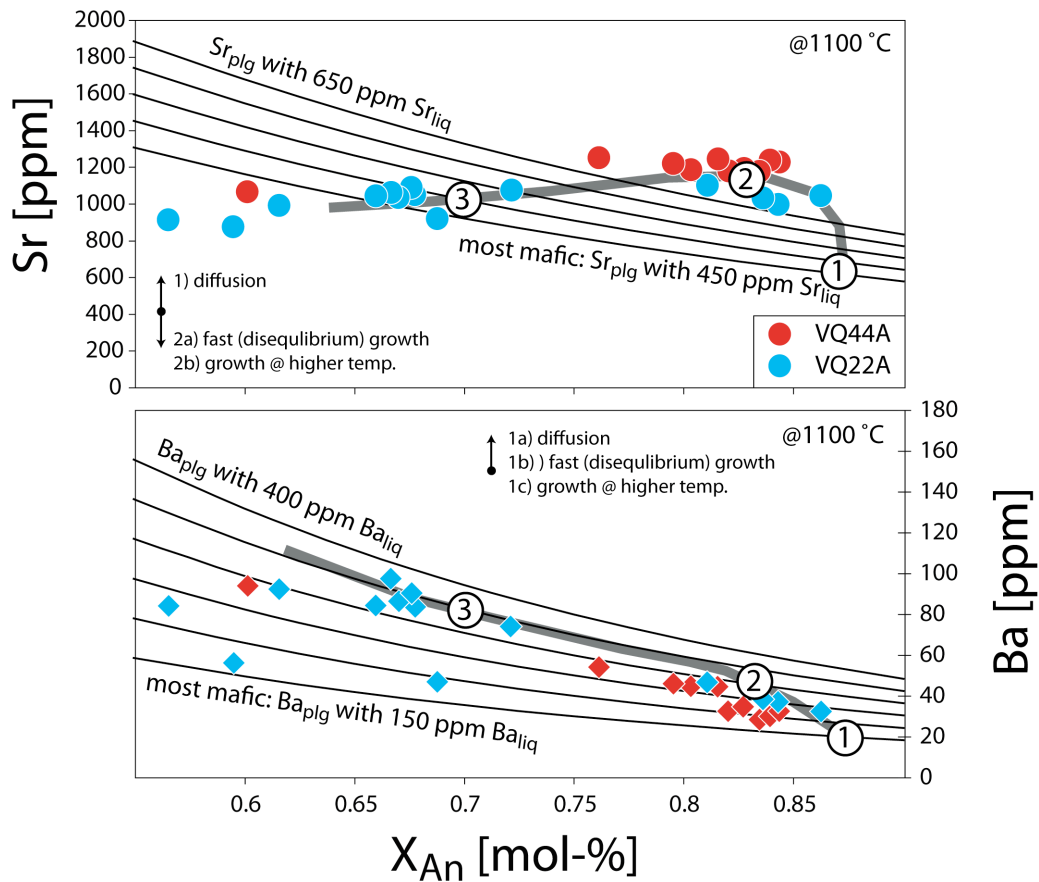 2000
1800
1600
1400
1200
1000
800
600
400
200
0
Sr [ppm]
@1100 ˚C
Srplg with 650 ppm Srliq
most mafic: Srplg with 450 ppm Srliq
3
2
1
1) diffusion
2a) fast (disequlibrium) growth
2b) growth @ higher temp.
VQ44A
VQ22A
180
160
140
120
100
80
60
40
20
0
Ba [ppm]
@1100 ˚C
1a) diffusion
1b) ) fast (disequlibrium) growth
1c) growth @ higher temp.
Baplg with 400 ppm Baliq
most mafic: Baplg with 150 ppm Baliq
3
2
1
0.6 0.65 0.7 0.75 0.8 0.85
XAn [mol-%]